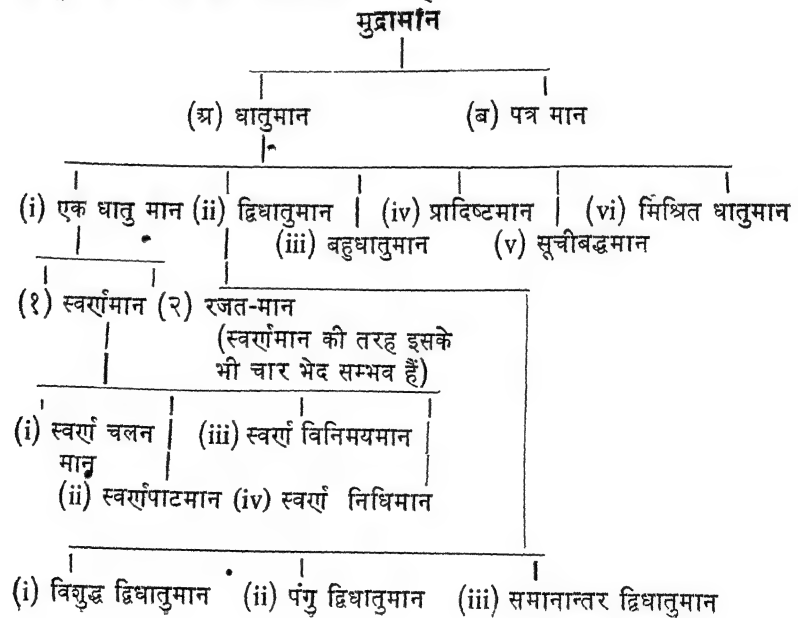 मुद्रामान
(अ) धातुमान (ब) पत्र मान
(i) एक धातु मान (ii) द्विधातुमान (iv) प्रादिष्टमान (vi) मिश्रित धातुमान
(iii) बहुधातुमान (v) सूचीबद्धमान
(१) स्वर्णमान (२) रजत-मान
(स्वर्णमान की तरह इसके
भी चार भेद सम्भव हैं)
(i) स्वर्ण चलन (iii) स्वर्ण विनिमयमान
मान
(ii) स्वर्णपाटमान (iv) स्वर्ण निधिमान
(i) विशुद्ध द्विधातुमान (ii) पंगु द्विधातुमान (iii) समानान्तर द्विधातुमान